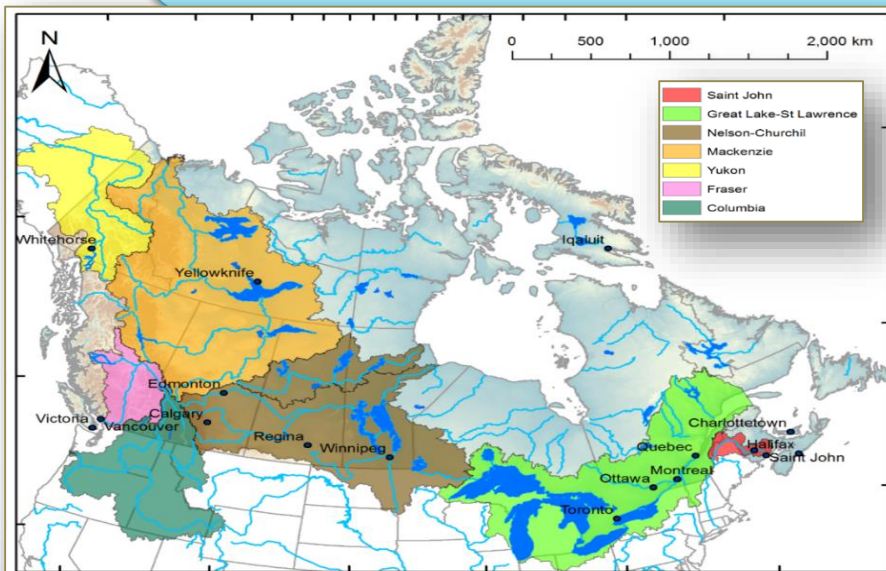 N
0 500 1,000 2,000 km
Saint John
Great Lake-St Lawrence
Nelson-Churchil
Mackenzie
Yukon
Fraser
Columbia
Whitehorse
Iqaluit
Yellowknife
Edmonton
Victoria
Vancouver
Calgary
Regina
Winnipeg
Charlottetown
Quebec
Halifax
Saint John
Montreal
Ottawa
Toronto